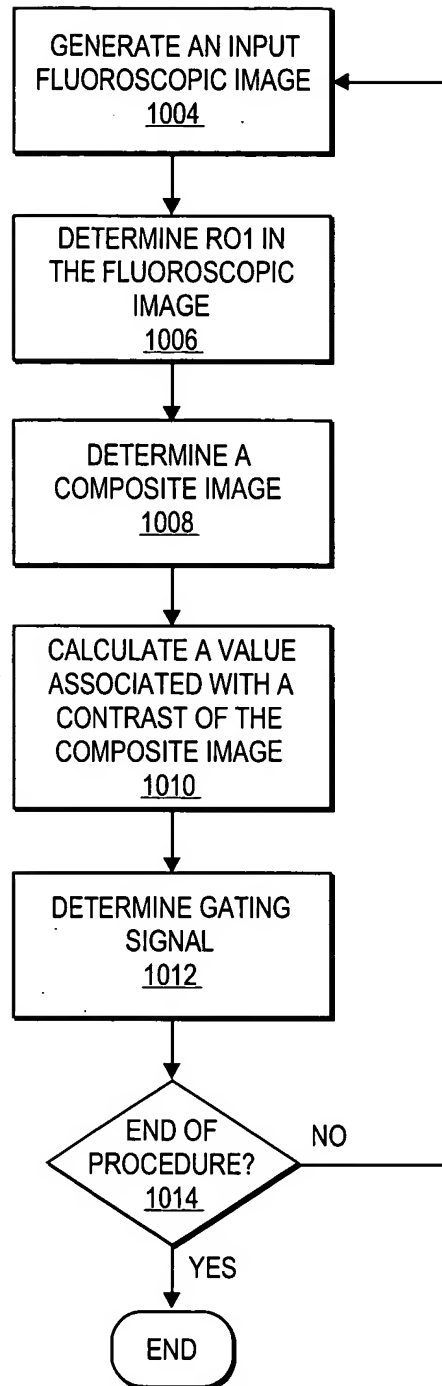 GENERATE AN INPUT
FLUOROSCOPIC IMAGE
1004
DETERMINE RO1 IN
THE FLUOROSCOPIC
IMAGE
1006
DETERMINE A
COMPOSITE IMAGE
1008
CALCULATE A VALUE
ASSOCIATED WITH A
CONTRAST OF THE
COMPOSITE IMAGE
1010
DETERMINE GATING
SIGNAL
1012
END OF
PROCEDURE?
1014
NO
YES
END